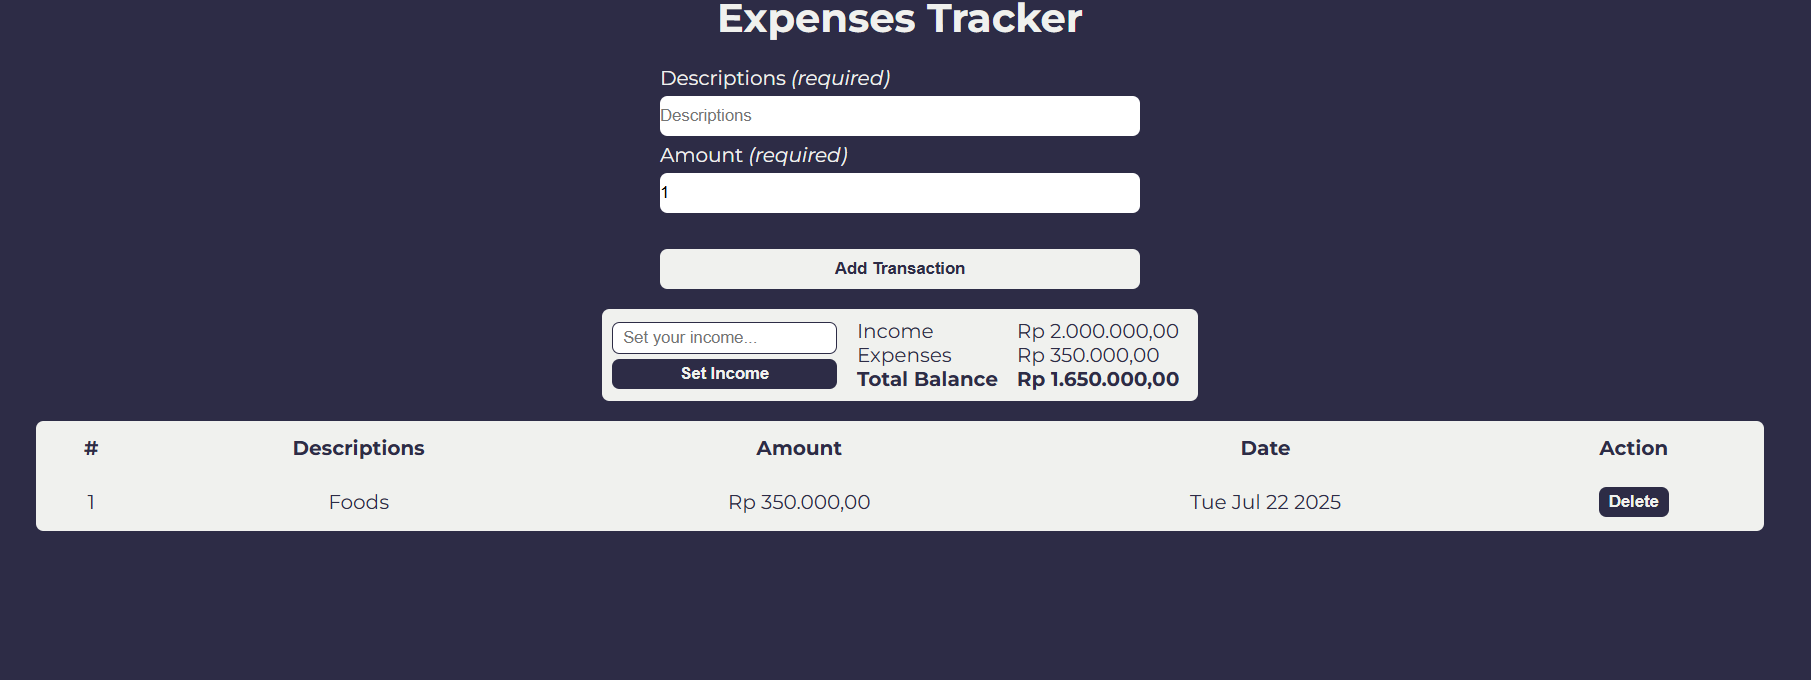 Expenses Tracker
Descriptions (required)
Descriptions
Amount (required)
1
Add Transaction
Set your income...
Set Income
Income Rp 2.000.000,00
Expenses Rp 350.000,00
Total Balance Rp 1.650.000,00
# Descriptions Amount Date Action
1 Foods Rp 350.000,00 Tue Jul 22 2025 Delete